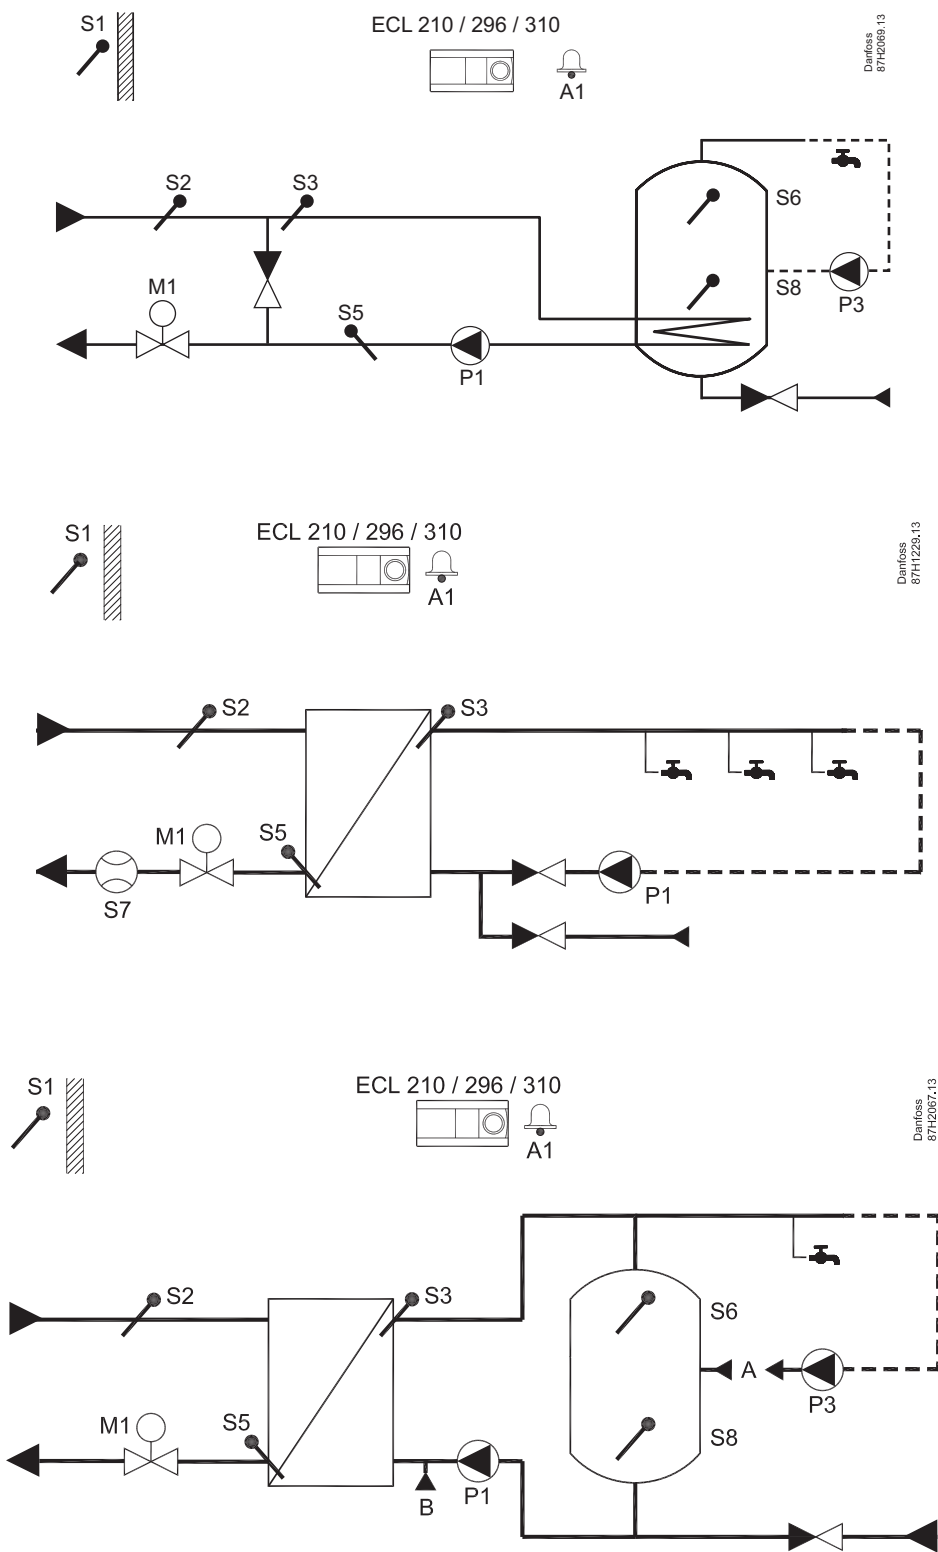 S1
ECL 210 / 296 / 310
A1
Danfoss
87H2069.13
S2
S3
S6
M1
S5
S8
P3
P1
S1
ECL 210 / 296 / 310
A1
Danfoss
87H1229.13
S2
S3
M1
S5
S7
P1
S1
ECL 210 / 296 / 310
A1
Danfoss
87H2067.13
S2
S3
S6
A
P3
M1
S5
S8
B
P1